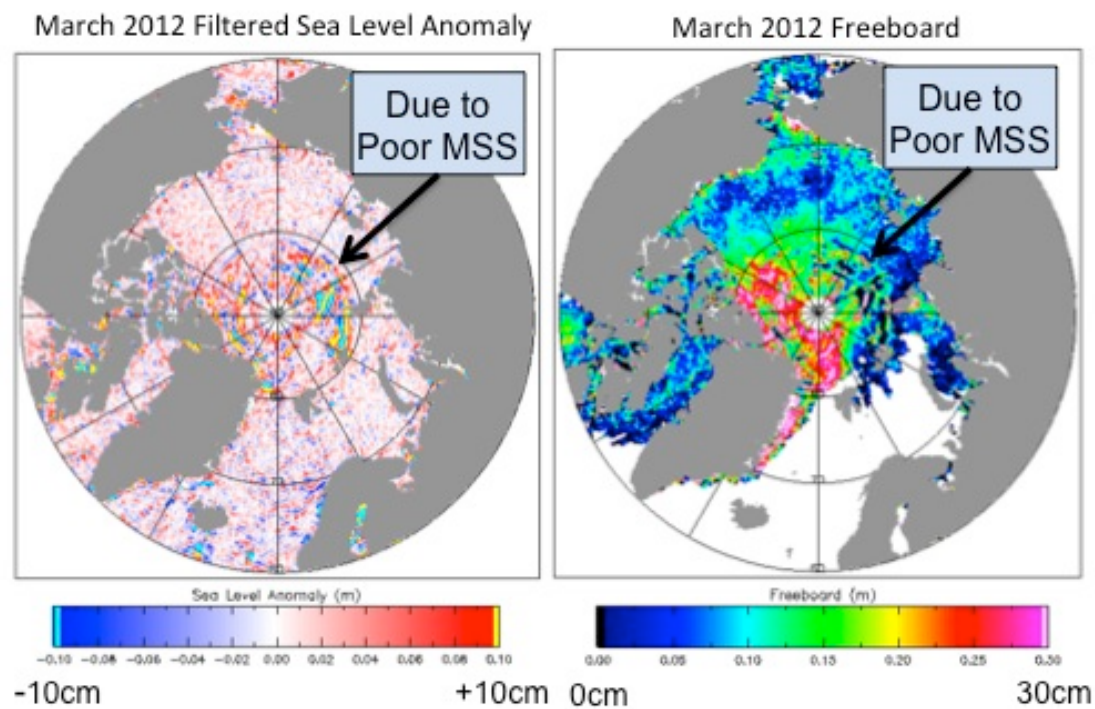 March 2012 Filtered Sea Level Anomaly
March 2012 Freeboard
Due to
Poor MSS
Due to
Poor MSS
Sea Level Anomaly (m)
Freeboard (m)
-0.10 -0.08 -0.06 -0.04 -0.02 0.00 0.02 0.04 0.06 0.08 0.10
0.00 0.05 0.10 0.15 0.20 0.25 0.30
-10cm +10cm
0cm 30cm